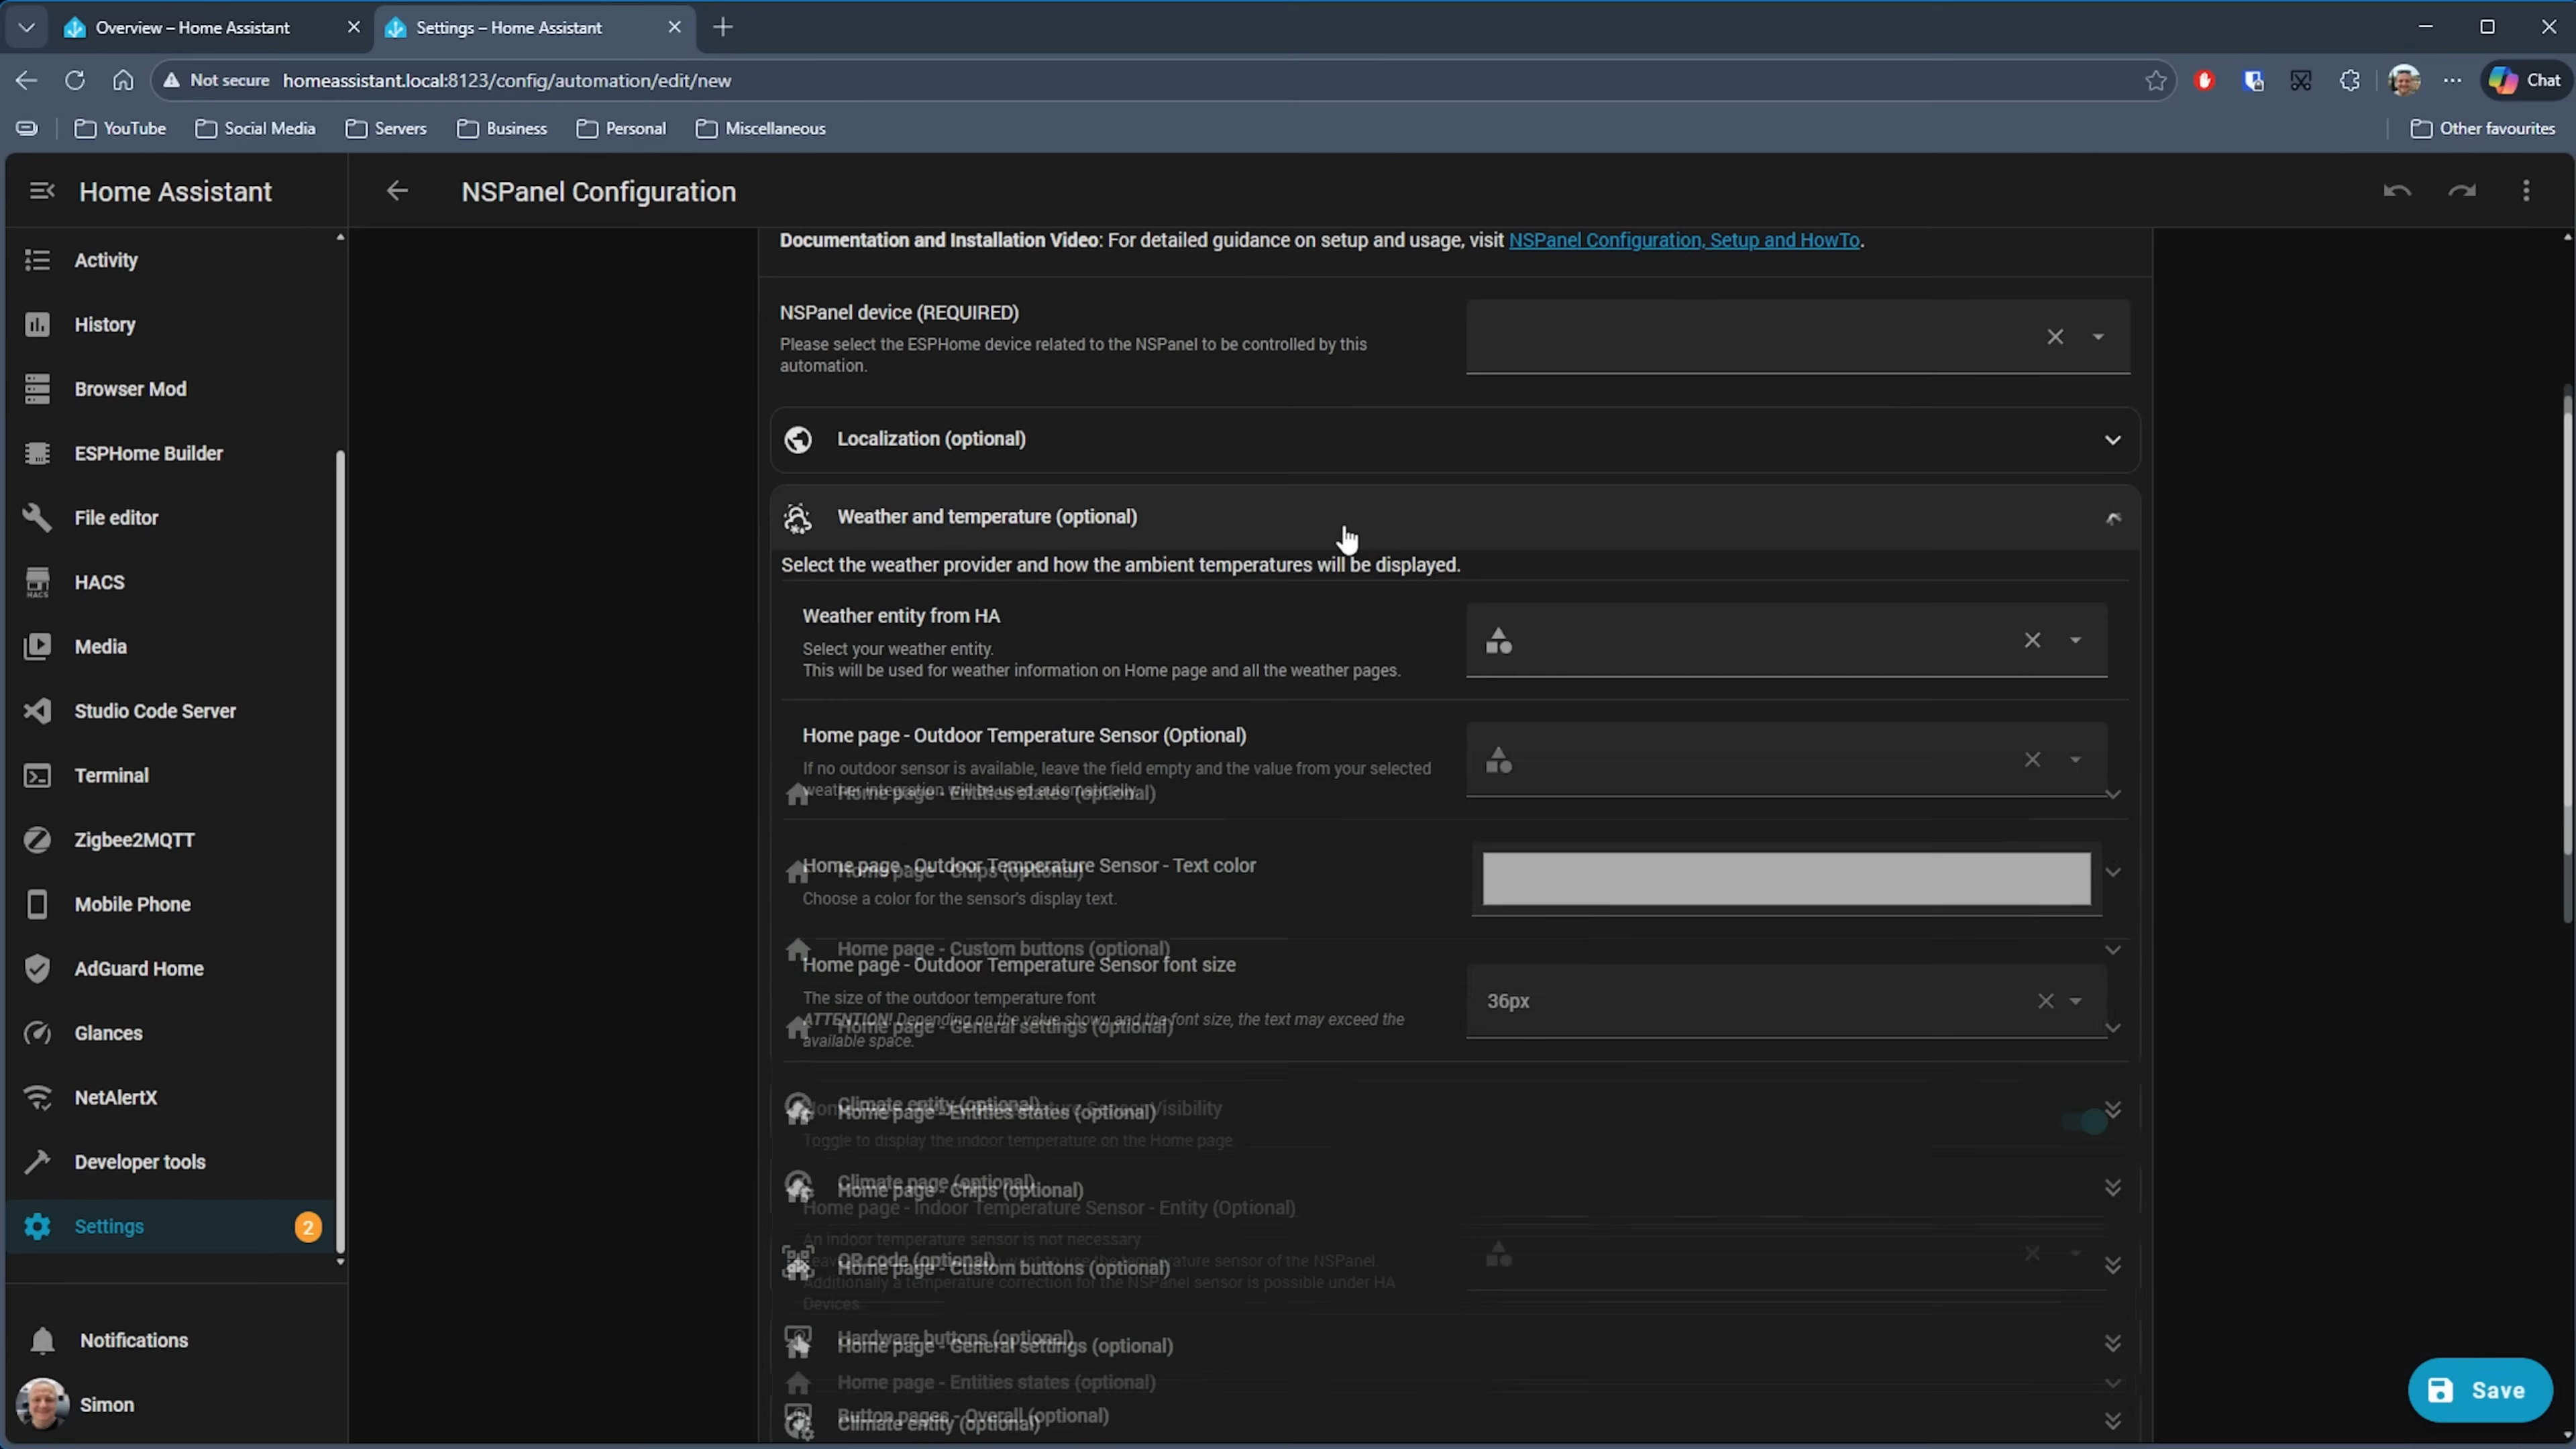 Overview – Home Assistant
Settings – Home Assistant
Not secure
homeassistant.local:8123/config/automation/edit/new
Chat
YouTube
Social Media
Servers
Business
Personal
Miscellaneous
Other favourites
Home Assistant
NSPanel Configuration
Activity
History
Browser Mod
ESPHome Builder
File editor
HACS
Media
Studio Code Server
Terminal
Zigbee2MQTT
Mobile Phone
AdGuard Home
Glances
NetAlertX
Developer tools
Settings
2
Notifications
Simon
Documentation and Installation Video: For detailed guidance on setup and usage, visit NSPanel Configuration, Setup and HowTo.
NSPanel device (REQUIRED)
Please select the ESPHome device related to the NSPanel to be controlled by this
automation.
Localization (optional)
Weather and temperature (optional)
Select the weather provider and how the ambient temperatures will be displayed.
Weather entity from HA
Select your weather entity.
This will be used for weather information on Home page and all the weather pages.
Home page - Outdoor Temperature Sensor (Optional)
If no outdoor sensor is available, leave the field empty and the value from your selected
weather integration will be used automatically.
Home page - Entities states (optional)
Home page - Outdoor Temperature Sensor - Text color
Home page - Chips (optional)
Choose a color for the sensor's display text.
Home page - Custom buttons (optional)
Home page - Outdoor Temperature Sensor font size
The size of the outdoor temperature font
36px
ATTENTION! Depending on the value shown and the font size, the text may exceed the
Home page - General settings (optional)
available space.
Climate entity (optional)
Home page - Entities states (optional)
Toggle to display the indoor temperature on the Home page
Climate page (optional)
Home page - Chips (optional)
Home page - Indoor Temperature Sensor - Entity (Optional)
An indoor temperature sensor is not necessary
QR code (optional)
want to use the temperature sensor of the NSPanel.
Home page - Custom buttons (optional)
Additionally a temperature correction for the NSPanel sensor is possible under HA
Devices
Hardware buttons (optional)
Home page - General settings (optional)
Home page - Entities states (optional)
Button pages - Overall (optional)
Climate entity (optional)
Save